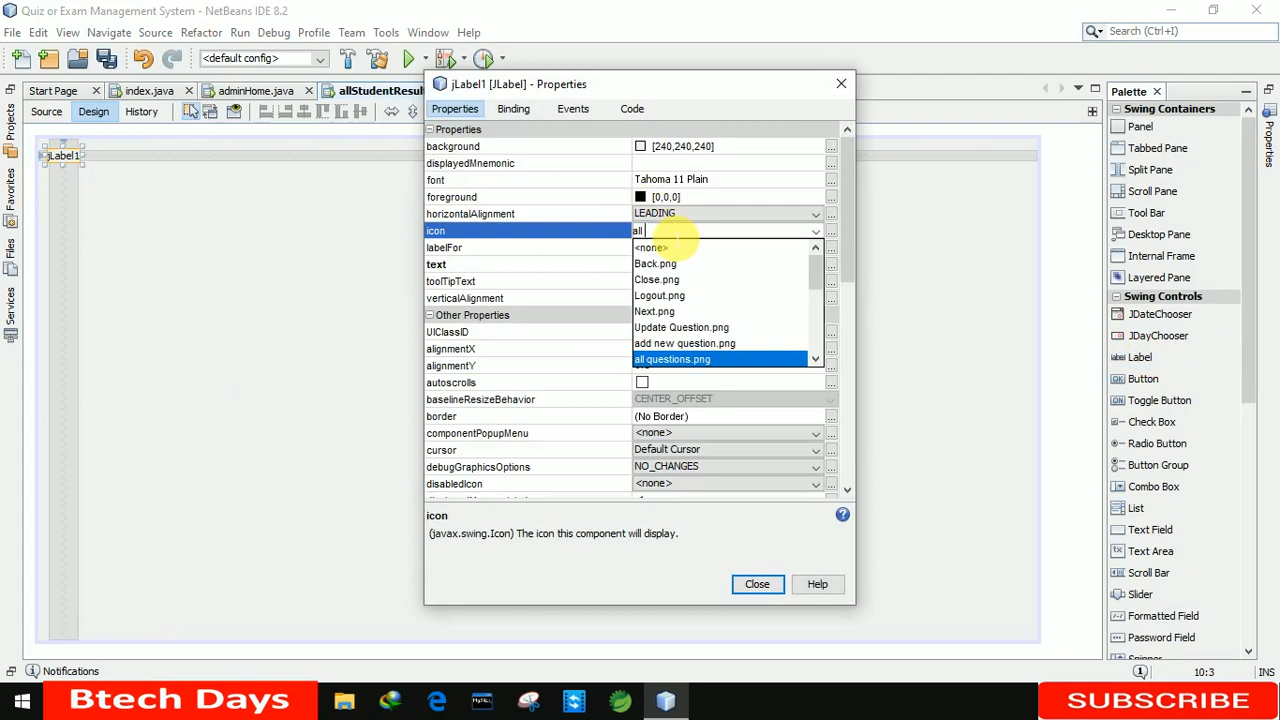 Quiz or Exam Management System - NetBeans IDE 8.2
File Edit View Navigate Source Refactor Run Debug Profile Team Tools Window Help
Search (Ctrl+I)
<default config>
Start Page index.java adminHome.java allStudentResul
Source Design History
Projects
Favorites
Files
Services
jLabel1
jLabel1 [JLabel] - Properties
Properties Binding Events Code
Properties
background [240,240,240] ...
displayedMnemonic ...
font Tahoma 11 Plain ...
foreground [0,0,0] ...
horizontalAlignment LEADING ...
icon all ...
labelFor
text
toolTipText
verticalAlignment
<none>
Back.png
Close.png
Logout.png
Next.png
Update Question.png
add new question.png
all questions.png
Other Properties
UIClassID
alignmentX
alignmentY
autoscrolls
baselineResizeBehavior CENTER_OFFSET ...
border (No Border) ...
componentPopupMenu <none> ...
cursor Default Cursor ...
debugGraphicsOptions NO_CHANGES ...
disabledIcon <none> ...
icon
(javax.swing.Icon) The icon this component will display.
Close Help
Palette
Swing Containers
Panel
Tabbed Pane
Split Pane
Scroll Pane
Tool Bar
Desktop Pane
Internal Frame
Layered Pane
Swing Controls
JDateChooser
JDayChooser
Label
Button
Toggle Button
Check Box
Radio Button
Button Group
Combo Box
List
Text Field
Text Area
Scroll Bar
Slider
Formatted Field
Password Field
Properties
Notifications
1
10:3
INS
Btech Days
SUBSCRIBE